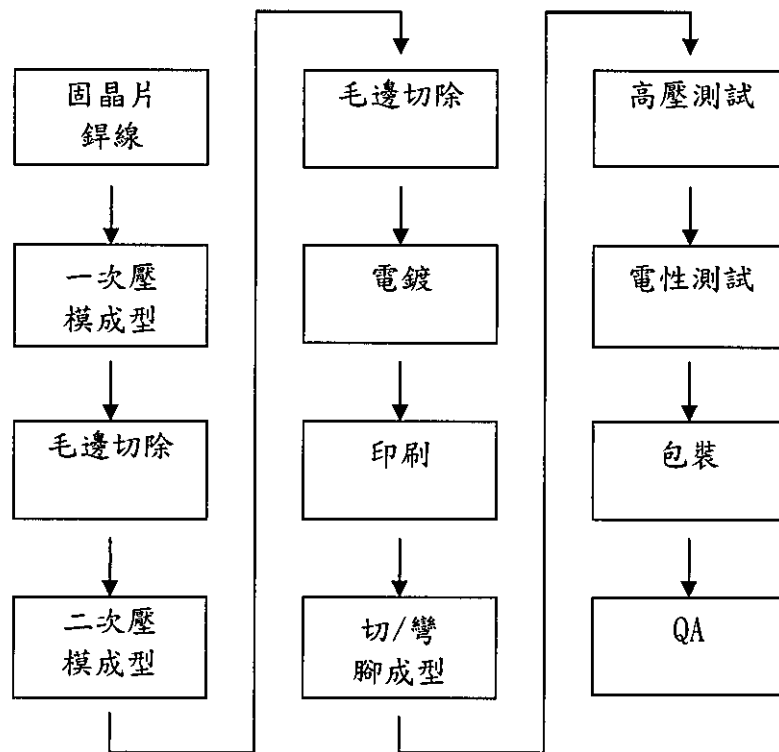 固晶片
銲線
一次壓
模成型
毛邊切除
二次壓
模成型
毛邊切除
電鍍
印刷
切/彎
腳成型
高壓測試
電性測試
包裝
QA